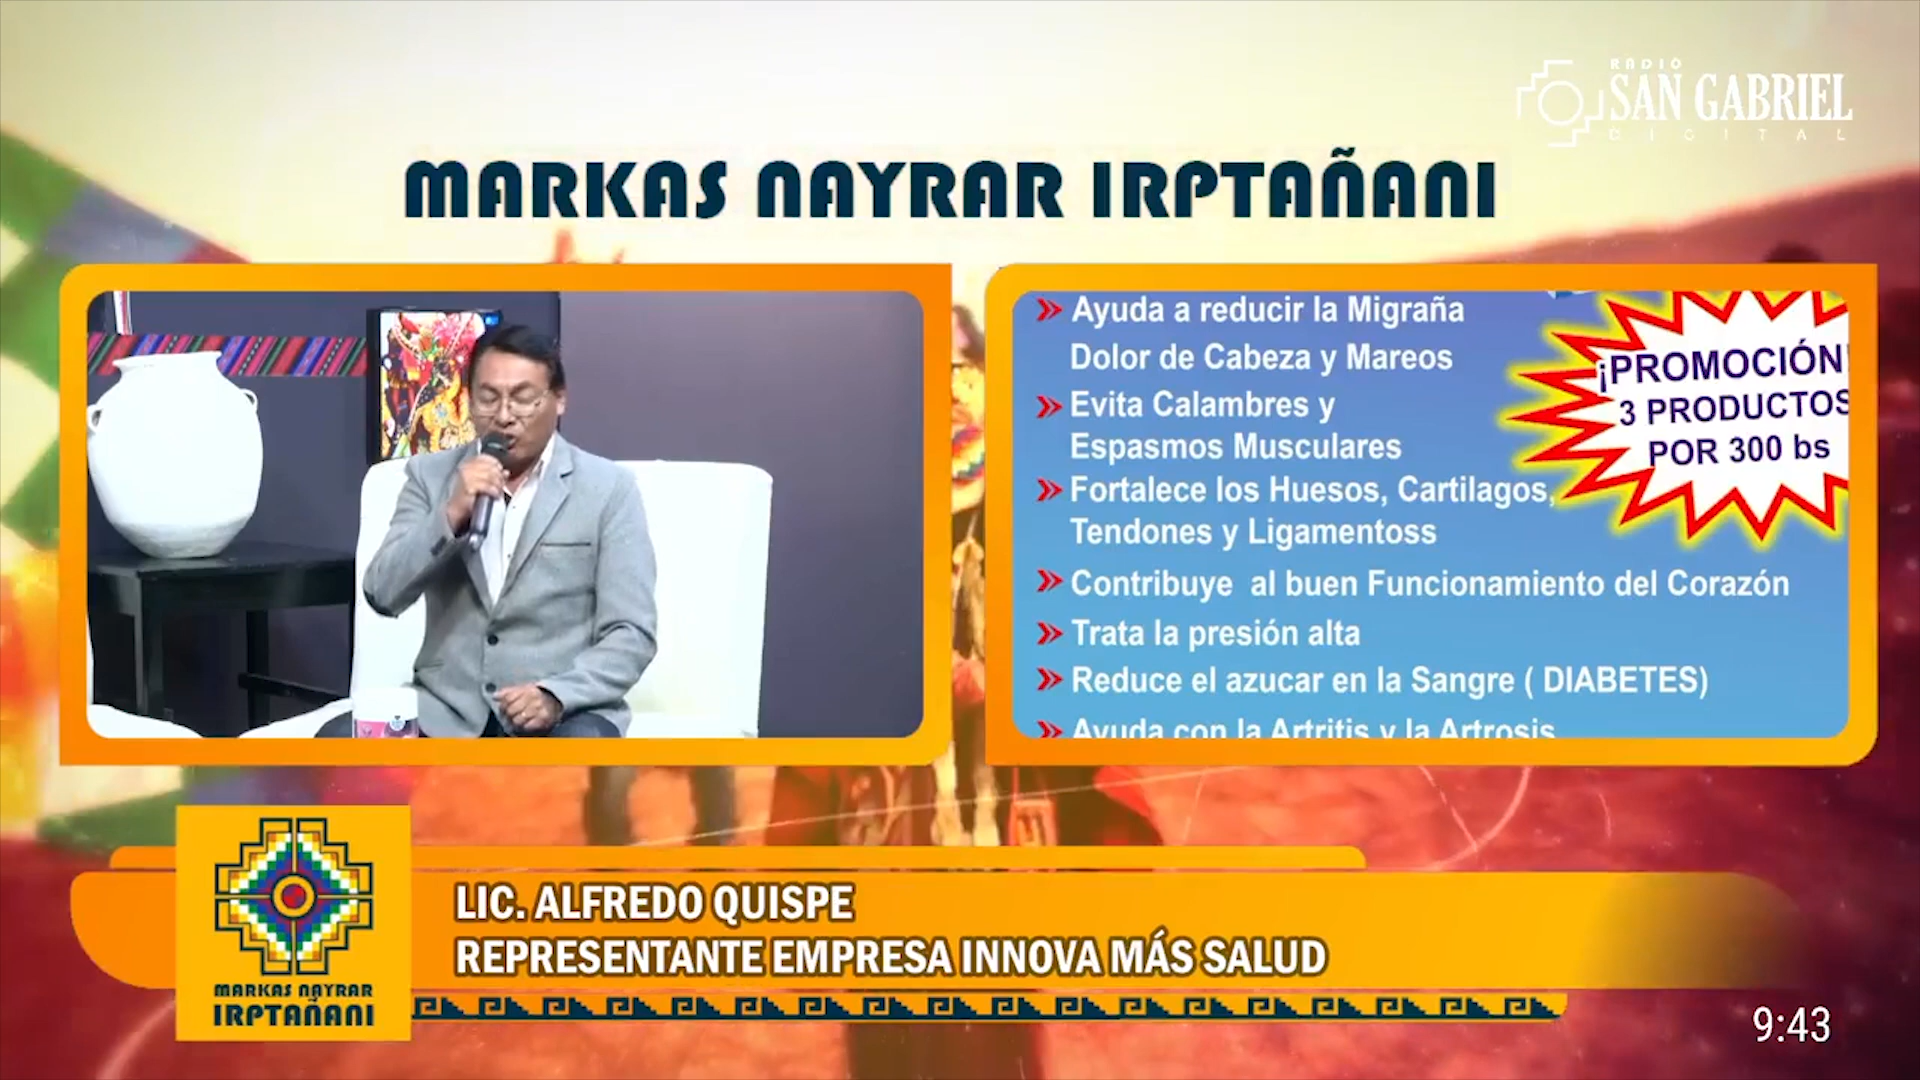 RADIO
SAN GABRIEL
DIGITAL
MARKAS NAYRAR IRPTAÑANI
Ayuda a reducir la Migraña
Dolor de Cabeza y Mareos
Evita Calambres y
Espasmos Musculares
Fortalece los Huesos, Cartilagos,
Tendones y Ligamentoss
Contribuye al buen Funcionamiento del Corazón
Trata la presión alta
Reduce el azucar en la Sangre ( DIABETES)
Ayuda con la Artritis y la Artrosis
¡PROMOCIÓN!
3 PRODUCTOS
POR 300 bs
LIC. ALFREDO QUISPE
REPRESENTANTE EMPRESA INNOVA MÁS SALUD
MARKAS NAYRAR
IRPTAÑANI
9:43